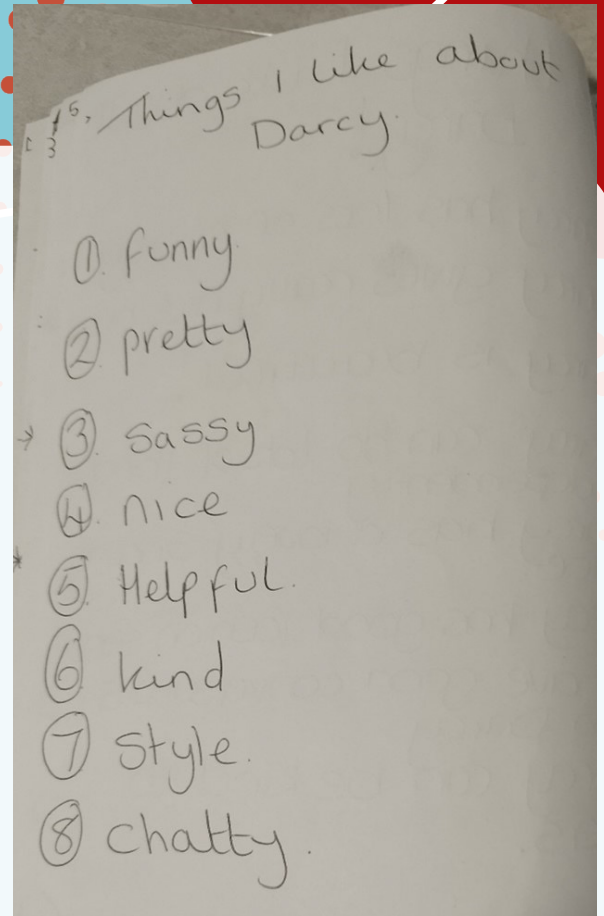 Things I like about
Darcy.
① funny.
② pretty
③ Sassy
④ nice
⑤ Helpful.
⑥ kind
⑦ Style.
⑧ Chatty.